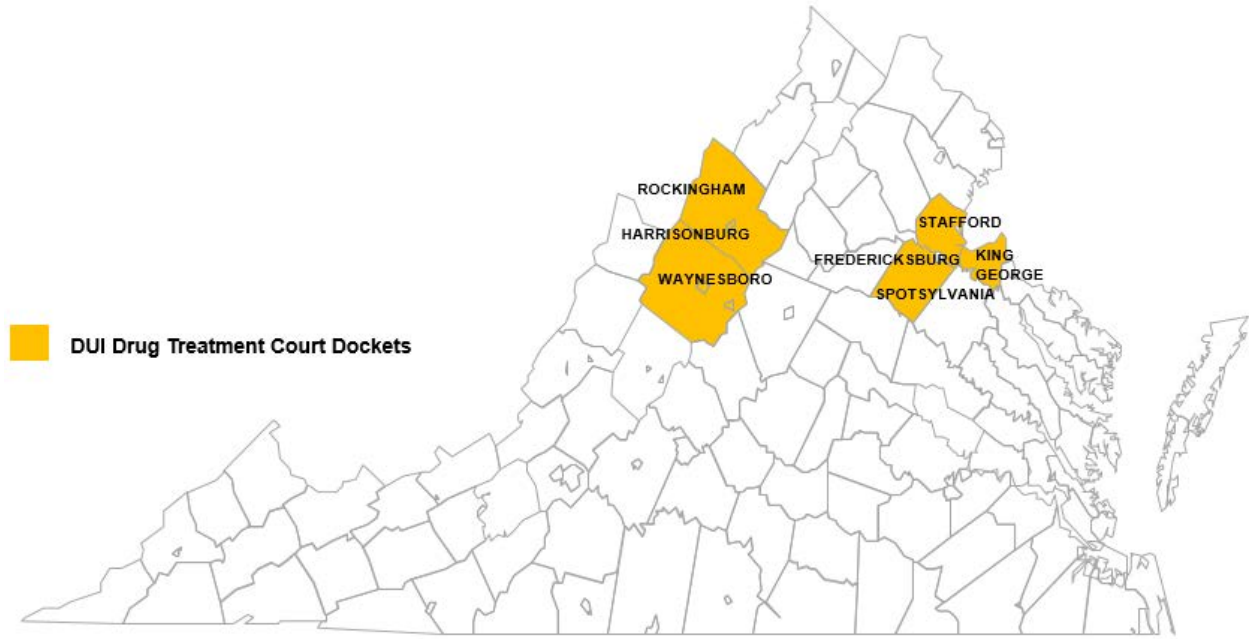 ROCKINGHAM
STAFFORD
HARRISONBURG
FREDERICKSBURG
KING
GEORGE
WAYNESBORO
SPOTSYLVANIA
DUI Drug Treatment Court Dockets